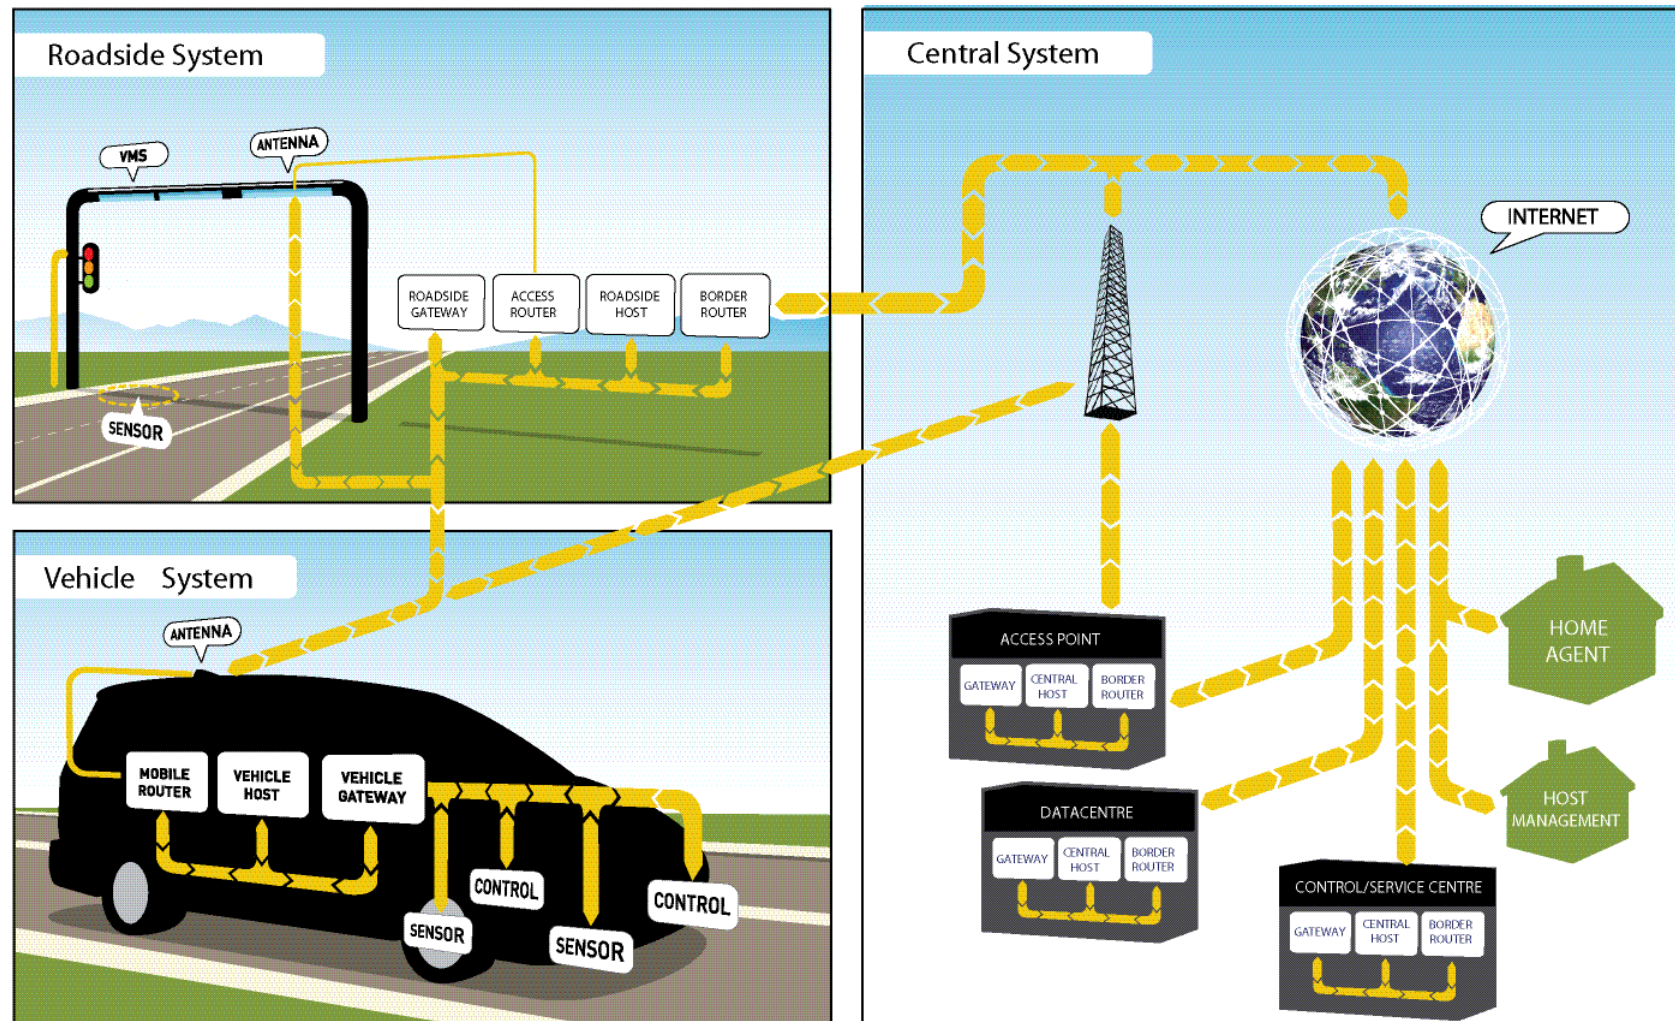 Roadside System
VMS
ANTENNA
ROADSIDE
GATEWAY
ACCESS
ROUTER
ROADSIDE
HOST
BORDER
ROUTER
SENSOR
Vehicle System
ANTENNA
MOBILE
ROUTER
VEHICLE
HOST
VEHICLE
GATEWAY
SENSOR
CONTROL
SENSOR
CONTROL
Central System
INTERNET
ACCESS POINT
GATEWAY
CENTRAL
HOST
BORDER
ROUTER
DATACENTRE
GATEWAY
CENTRAL
HOST
BORDER
ROUTER
CONTROL/SERVICE CENTRE
GATEWAY
CENTRAL
HOST
BORDER
ROUTER
HOME
AGENT
HOST
MANAGEMENT